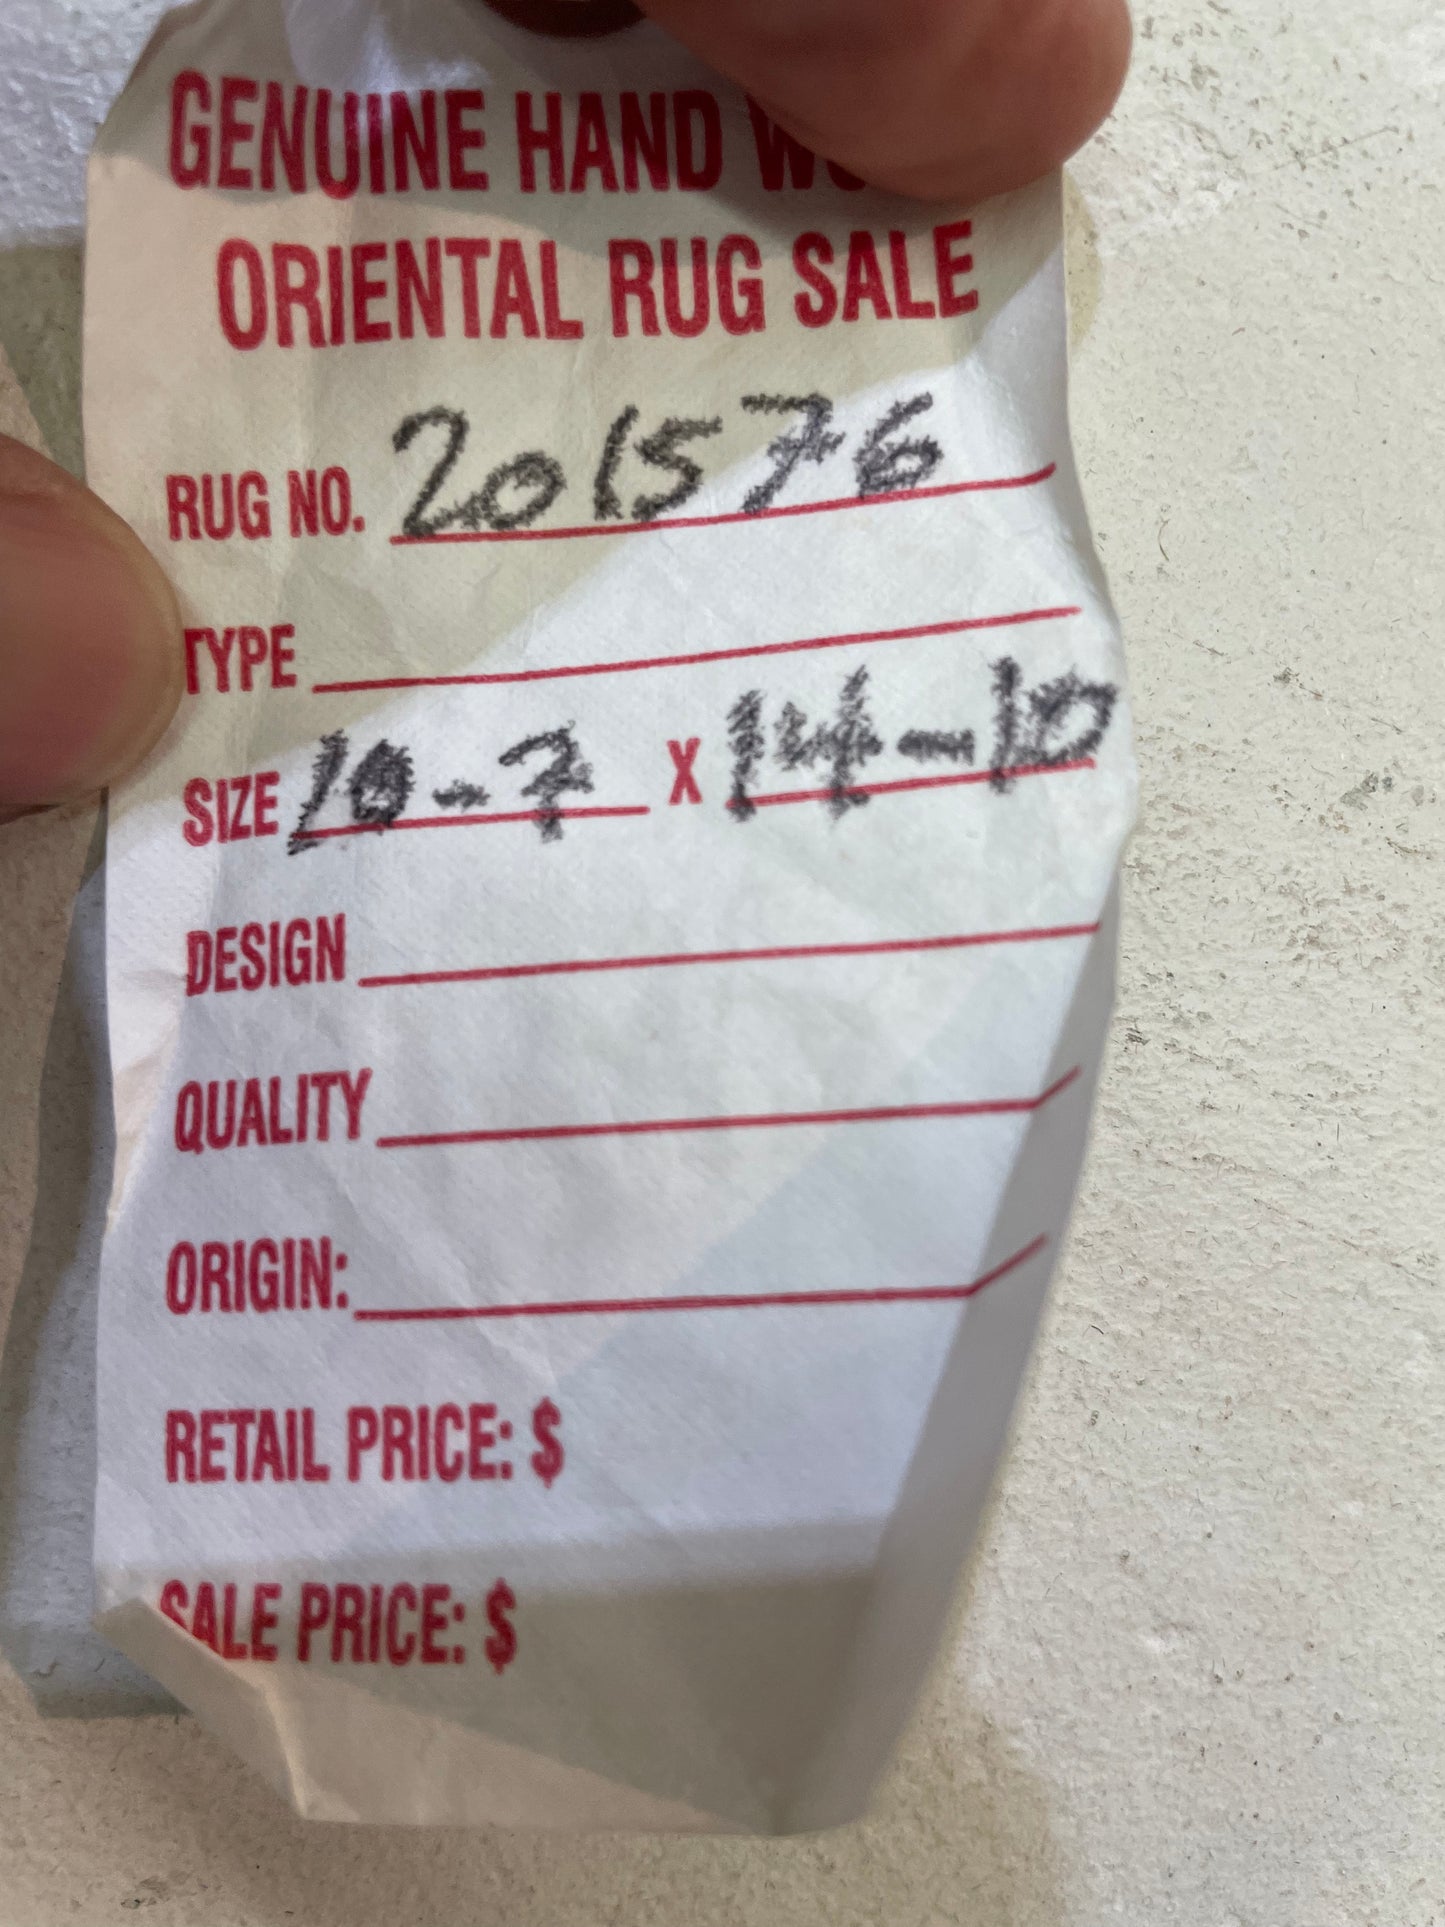 GENUINE HAND
ORIENTAL RUG SALE
RUG NO. 201576
TYPE
SIZE 10-7 X 14-10
DESIGN
QUALITY
ORIGIN:
RETAIL PRICE: $
SALE PRICE: $